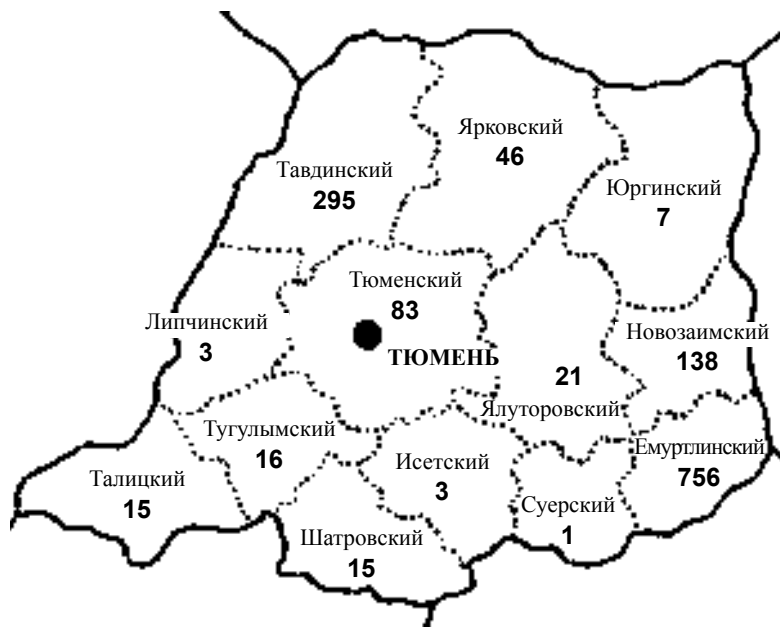 Ярковский
46
Тавдинский
295
Юргинский
7
Тюменский
83
Липчинский
3
Новозаимский
138
ТЮМЕНЬ
21
Ялуторовский
Тугулымский
16
Емуртлинский
756
Исетский
3
Талицкий
15
Суерский
1
Шатровский
15